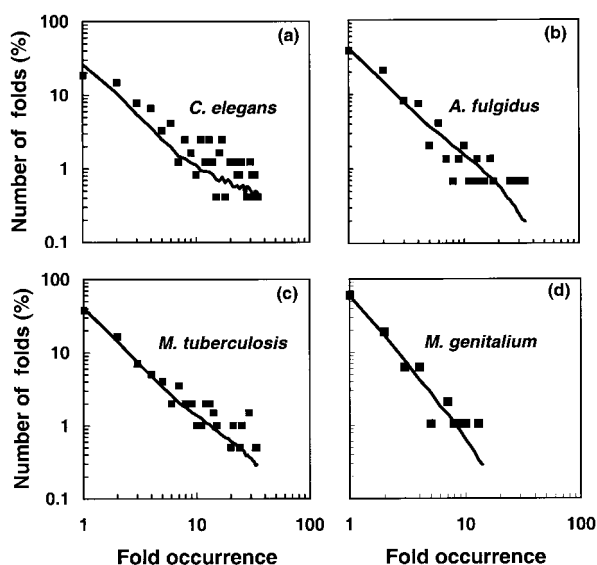 100
(a)
(b)
Number of folds (%)
10
C. elegans
A. fulgidus
1
0.1
100
(c)
(d)
Number of folds (%)
M. tuberculosis
M. genitalium
10
1
0.1
1 10 100 1 10 100
Fold occurrence Fold occurrence